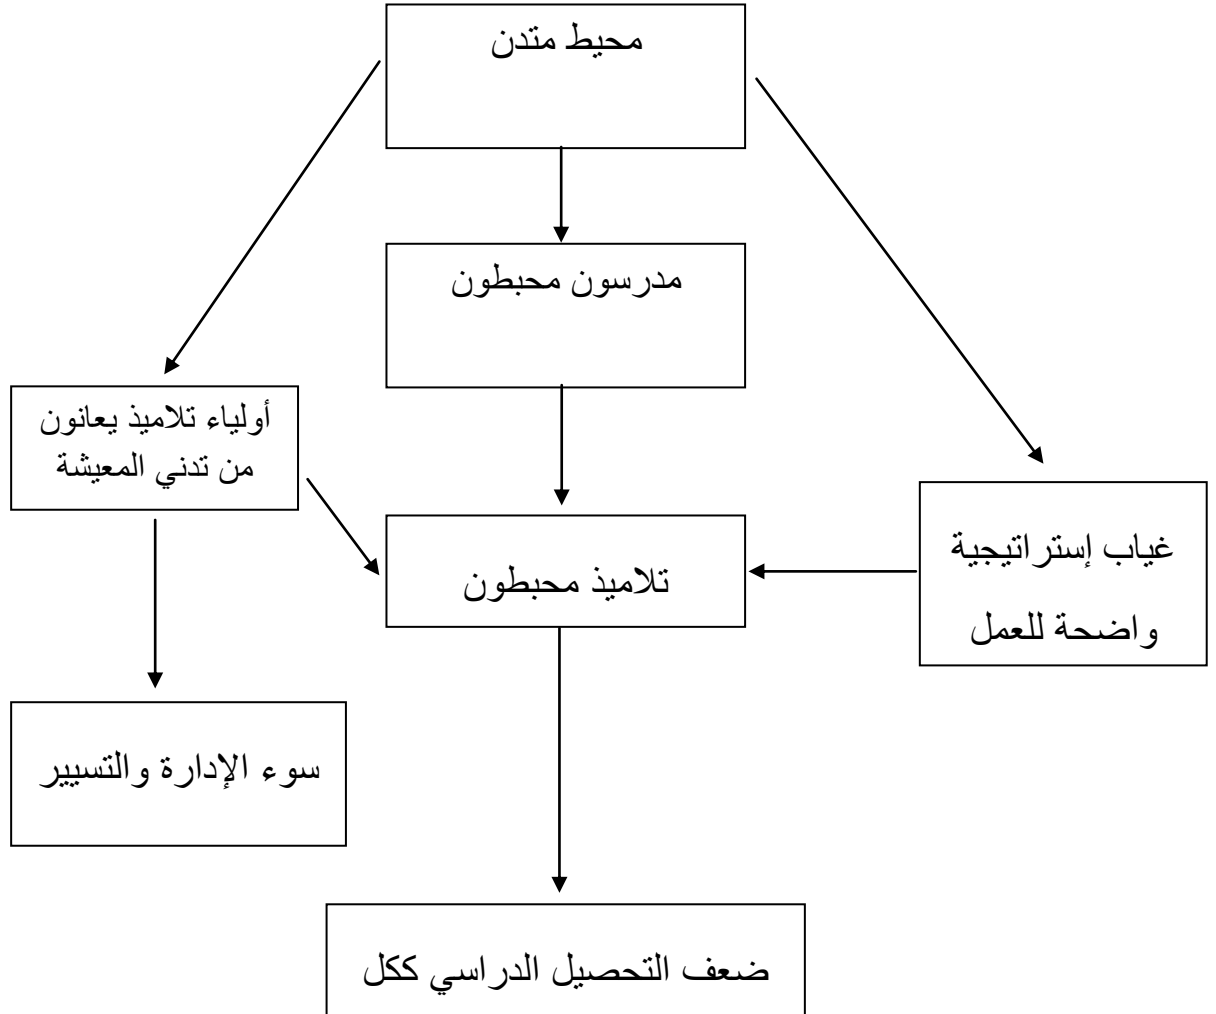 محيط متدن
مدرسون محبطون
أولياء تلاميذ يعانون
من تدني المعيشة
غياب إستراتيجية
واضحة للعمل
تلاميذ محبطون
سوء الإدارة والتسيير
ضعف التحصيل الدراسي ككل